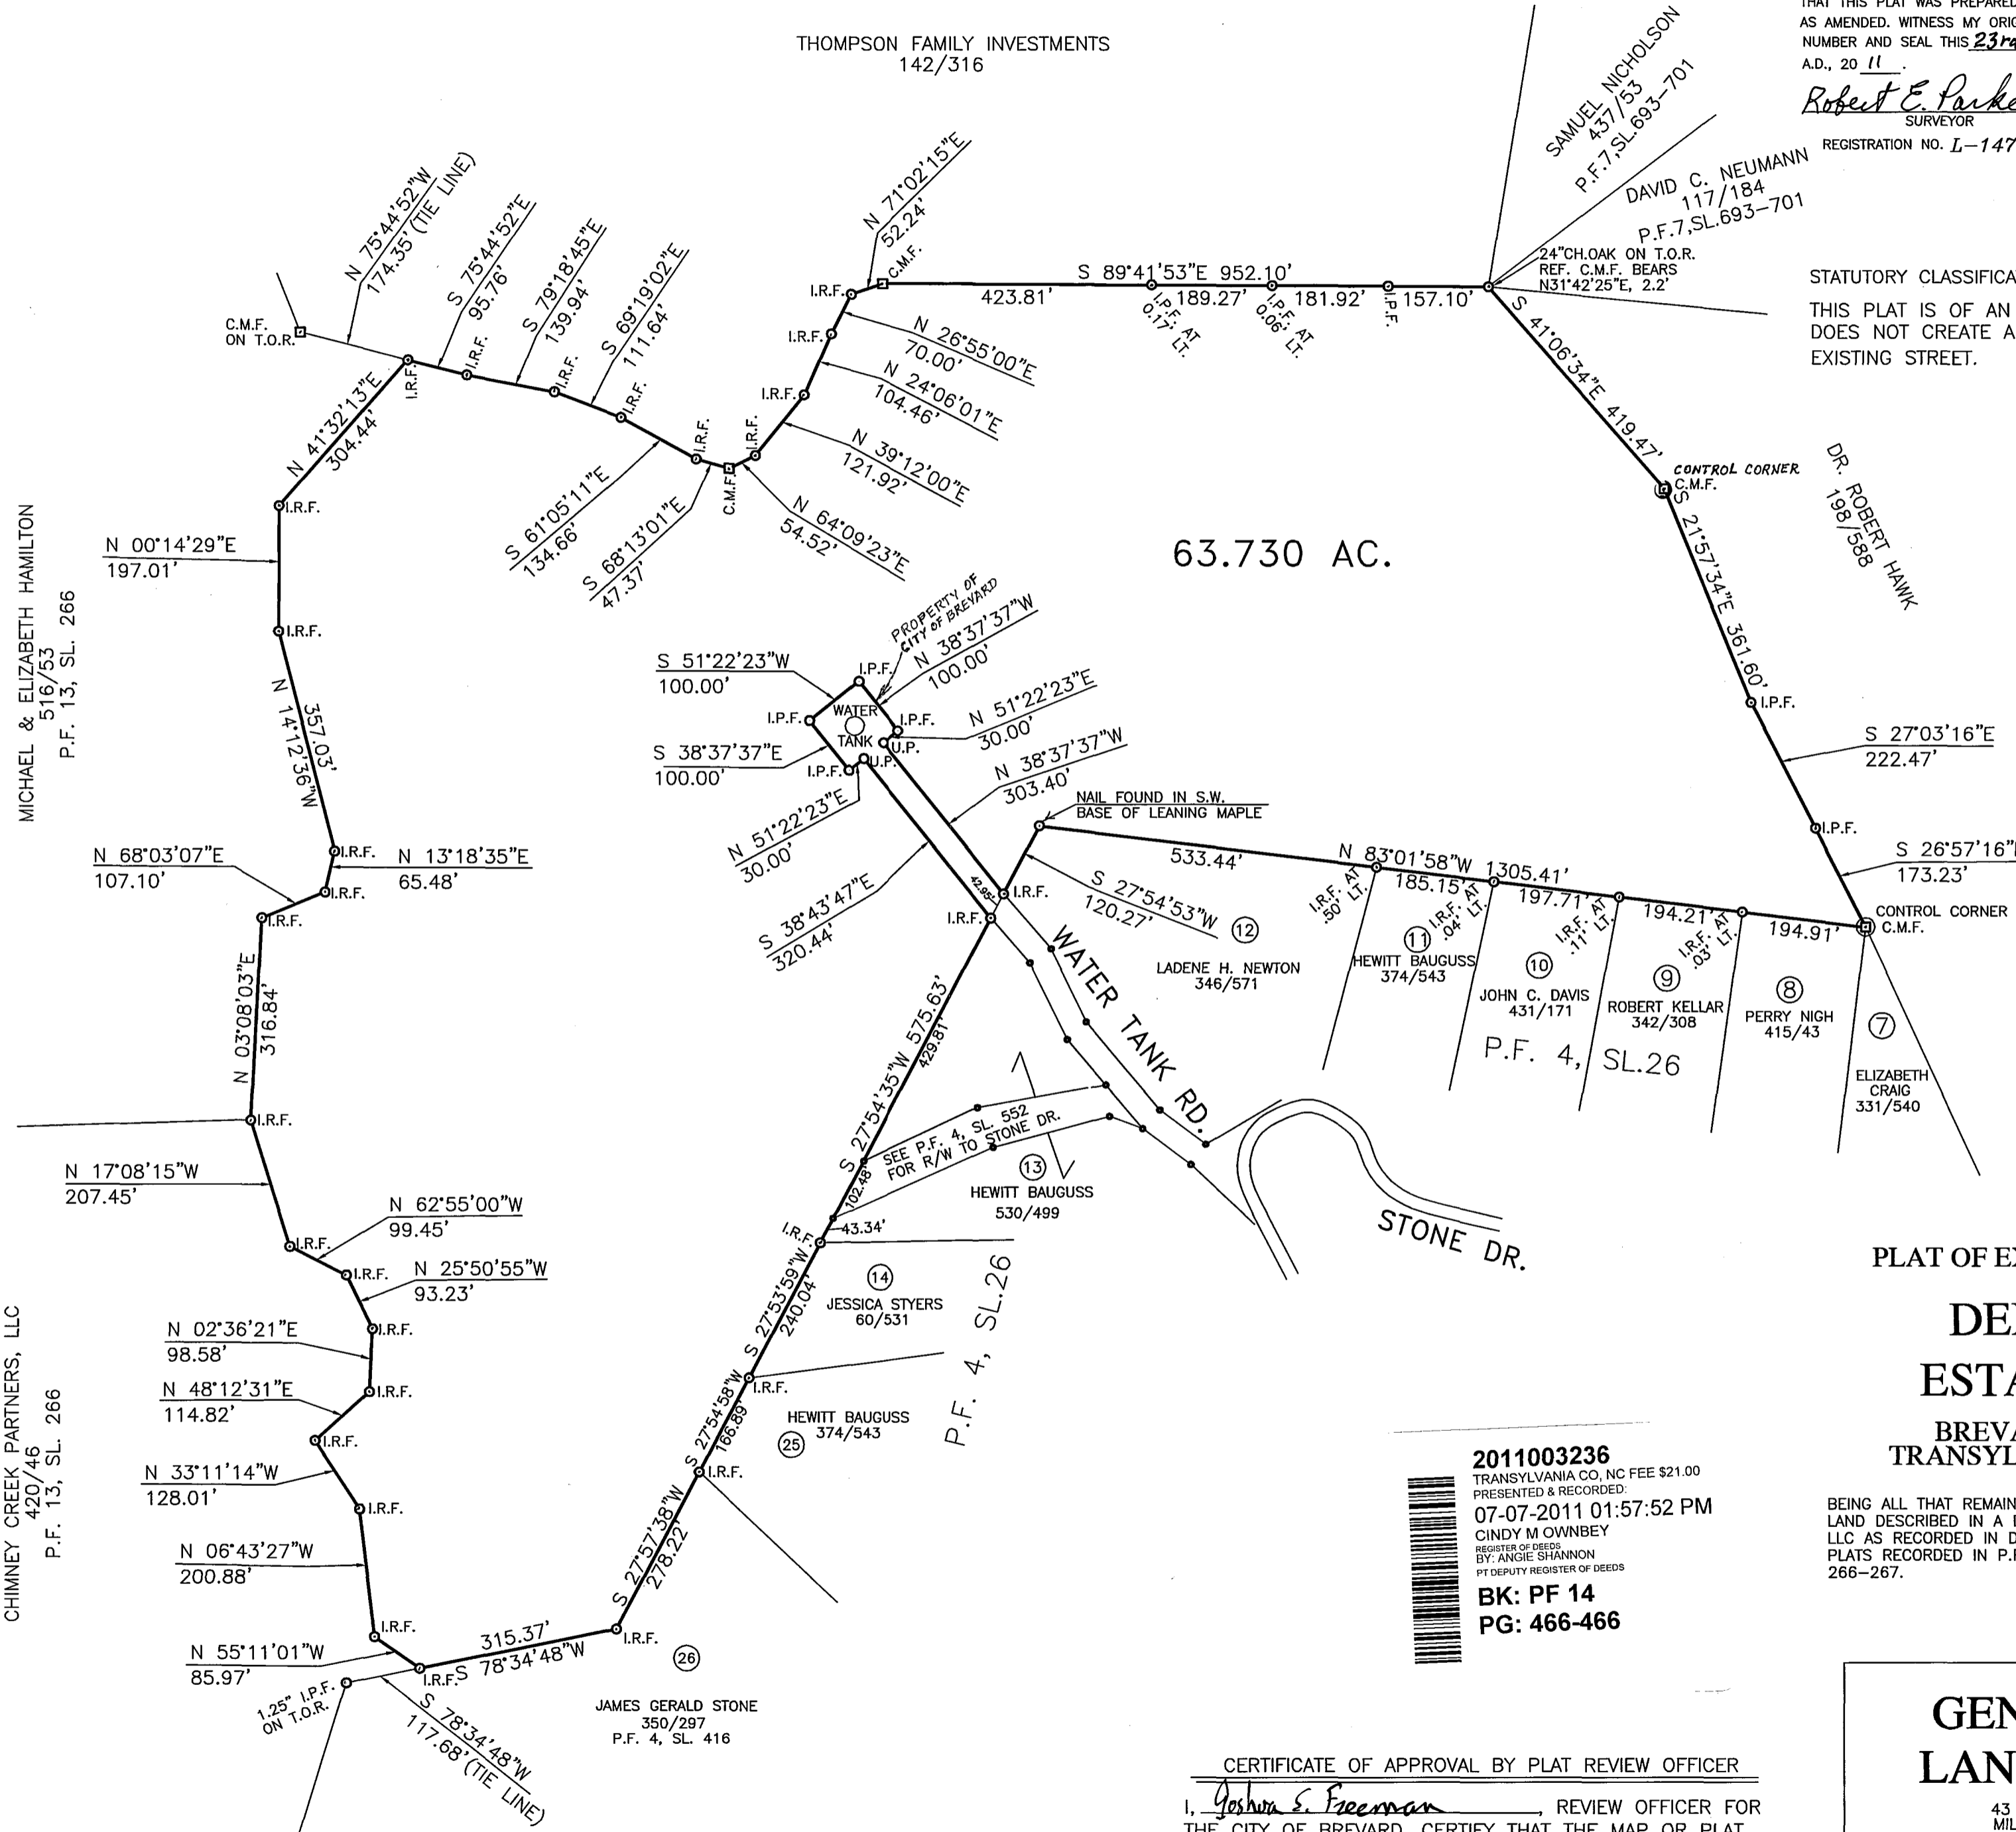 THOMPSON FAMILY INVESTMENTS
142/316
THAT THIS PLAT WAS PREPARED
AS AMENDED. WITNESS MY
NUMBER AND SEAL THIS 23rd
A.D., 20 11 .
Robert E.
SURVEYOR
REGISTRATION NO. L-147
SAMUEL NICHOLSON
437/53
P.F.7,SL.693-701
DAVID C. NEUMANN
117/184
P.F.7,SL.693-701
24"CH.OAK ON T.O.R.
REF. C.M.F. BEARS
N31°42'25"E, 2.2'
STATUTORY
THIS PLAT IS OF AN
DOES NOT CREATE A
EXISTING STREET.
N 75°44'52"W
174.35' (TIE LINE)
S 75°44'52"E
95.76'
S 79°18'45"E
139.94'
S 69°19'02"E
111.64'
N 71°02'15"E
52.24'
C.M.F.
I.R.F.
S 89°41'53"E 952.10'
423.81'
189.27'
181.92'
157.10'
I.P.F. AT
0.17' LT.
I.P.F. AT
0.06' LT.
I.P.F.
C.M.F.
ON T.O.R.
I.R.F.
I.R.F.
I.R.F.
I.R.F.
I.R.F.
C.M.F.
I.R.F.
I.R.F.
N 26°55'00"E
70.00'
N 24°06'01"E
104.46'
N 39°12'00"E
121.92'
N 64°09'23"E
54.52'
S 61°05'11"E
134.66'
S 68°13'01"E
47.37'
N 41°32'13"E
304.44'
I.R.F.
S 41°06'34"E 419.47'
CONTROL CORNER
C.M.F.
DR. ROBERT HAWK
198/588
S 21°57'34"E 361.60'
I.P.F.
S 27°03'16"E
222.47'
I.P.F.
S 26°57'16"
173.23'
CONTROL CORNER
C.M.F.
63.730 AC.
MICHAEL & ELIZABETH HAMILTON
516/53
P.F. 13, SL. 266
N 00°14'29"E
197.01'
I.R.F.
N 14°12'36"W
357.03'
I.R.F.
N 13°18'35"E
65.48'
I.R.F.
N 68°03'07"E
107.10'
I.R.F.
N 03°08'03"E
316.84'
I.R.F.
PROPERTY OF
CITY OF BREVARD
N 38°37'37"W
100.00'
S 51°22'23"W
100.00'
I.P.F.
WATER
TANK
I.P.F.
I.P.F.
U.P.
N 51°22'23"E
30.00'
S 38°37'37"E
100.00'
I.P.F.
U.P.
N 51°22'23"E
30.00'
N 38°37'37"W
303.40'
S 38°43'47"E
320.44'
NAIL FOUND IN S.W.
BASE OF LEANING MAPLE
42.95'
I.R.F.
I.R.F.
S 27°54'53"W
120.27'
N 83°01'58"W 1305.41'
533.44'
185.15'
197.71'
194.21'
194.91'
I.R.F. AT
.50' LT.
I.R.F. AT
.04' LT.
I.R.F. AT
.11' LT.
I.R.F. AT
.03' LT.
12
LADENE H. NEWTON
346/571
11
HEWITT BAUGUSS
374/543
10
JOHN C. DAVIS
431/171
9
ROBERT KELLAR
342/308
8
PERRY NIGH
415/43
7
ELIZABETH
CRAIG
331/540
P.F. 4, SL.26
WATER TANK RD.
STONE DR.
S 27°54'35"W 575.63'
429.81'
102.48'
43.34'
SEE P.F. 4, SL. 552
FOR R/W TO STONE DR.
13
HEWITT BAUGUSS
530/499
I.R.F.
14
JESSICA STYERS
60/531
S 27°53'59"W
240.04'
I.R.F.
P.F. 4, SL.26
HEWITT BAUGUSS
374/543
25
S 27°54'58"W
166.89'
I.R.F.
S 27°57'38"W
278.22'
I.R.F.
26
JAMES GERALD STONE
350/297
P.F. 4, SL. 416
315.37'
S 78°34'48"W
I.R.F.
CHIMNEY CREEK PARTNERS, LLC
420/46
P.F. 13, SL. 266
N 17°08'15"W
207.45'
I.R.F.
N 62°55'00"W
99.45'
I.R.F.
N 25°50'55"W
93.23'
I.R.F.
N 02°36'21"E
98.58'
I.R.F.
N 48°12'31"E
114.82'
I.R.F.
N 33°11'14"W
128.01'
I.R.F.
N 06°43'27"W
200.88'
I.R.F.
N 55°11'01"W
85.97'
1.25" I.P.F.
ON T.O.R.
S 78°34'48"W
117.68' (TIE LINE)
2011003236
TRANSYLVANIA CO, NC FEE $21.00
PRESENTED & RECORDED:
07-07-2011 01:57:52 PM
CINDY M OWNBEY
REGISTER OF DEEDS
BY: ANGIE SHANNON
PT DEPUTY REGISTER OF DEEDS
BK: PF 14
PG: 466-466
PLAT OF
ESTA
BREVA
TRANSYL
BEING ALL THAT REMAIN
LAND DESCRIBED IN A
LLC AS RECORDED IN
PLATS RECORDED IN
266-267.
GEN
LAN
43
MIL
CERTIFICATE OF APPROVAL BY PLAT REVIEW OFFICER
I, Joshua S. Freeman, REVIEW OFFICER FOR
THE CITY OF BREVARD, CERTIFY THAT THE MAP OR PLAT